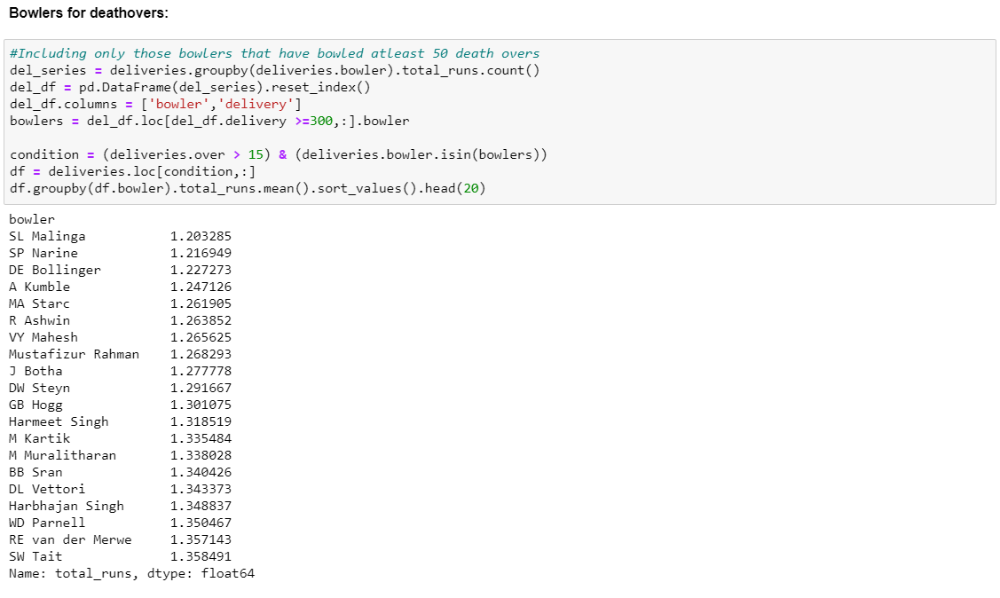 Bowlers for deathovers:
#Including only those bowlers that have bowled atleast 50 death overs
del_series = deliveries.groupby(deliveries.bowler).total_runs.count()
del_df = pd.DataFrame(del_series).reset_index()
del_df.columns = ['bowler','delivery']
bowlers = del_df.loc[del_df.delivery >=300,:].bowler
condition = (deliveries.over > 15) & (deliveries.bowler.isin(bowlers))
df = deliveries.loc[condition,:]
df.groupby(df.bowler).total_runs.mean().sort_values().head(20)
bowler
SL Malinga 1.203285
SP Narine 1.216949
DE Bollinger 1.227273
A Kumble 1.247126
MA Starc 1.261905
R Ashwin 1.263852
VY Mahesh 1.265625
Mustafizur Rahman 1.268293
J Botha 1.277778
DW Steyn 1.291667
GB Hogg 1.301075
Harmeet Singh 1.318519
M Kartik 1.335484
M Muralitharan 1.338028
BB Sran 1.340426
DL Vettori 1.343373
Harbhajan Singh 1.348837
WD Parnell 1.350467
RE van der Merwe 1.357143
SW Tait 1.358491
Name: total_runs, dtype: float64